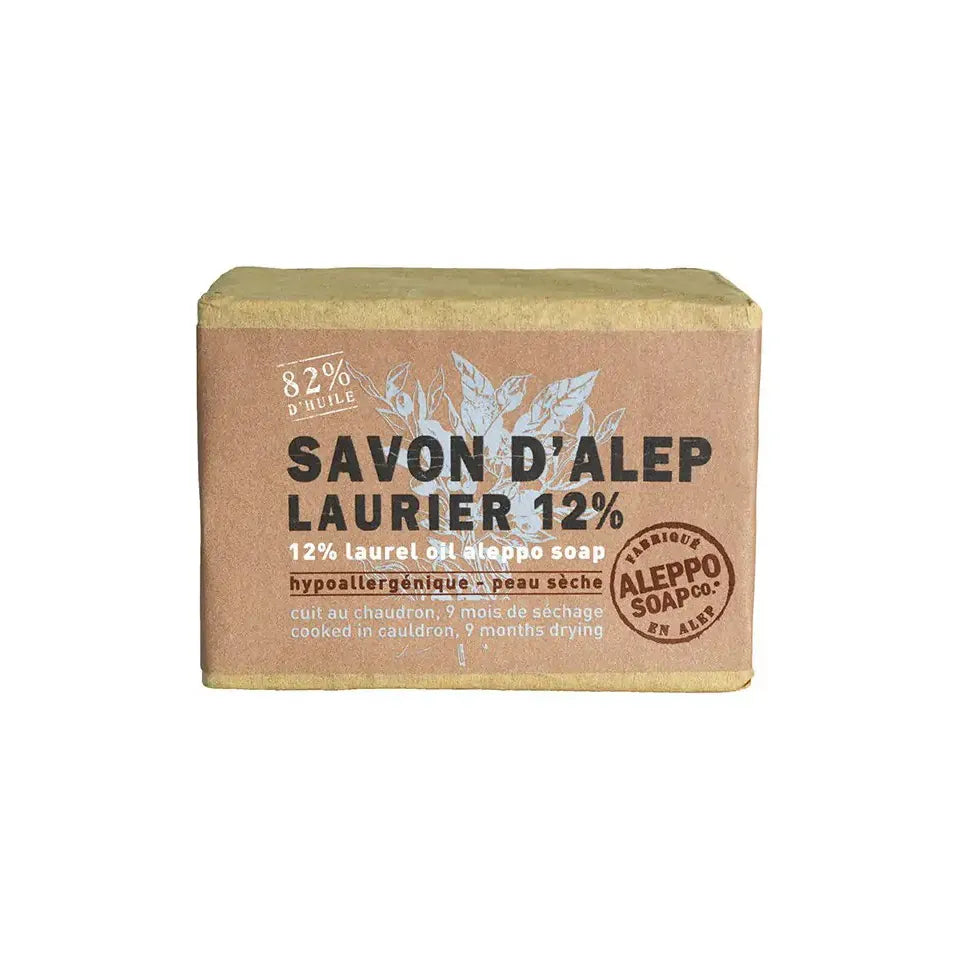 82%
D'HUILE
SAVON D'ALEP
LAURIER 12%
12% laurel oil aleppo soap
hypoallergénique - peau sèche
cuit au chaudron, 9 mois de séchage
cooked in cauldron, 9 months drying
FABRIQUÉ
ALEPPO
SOAP CO.
EN ALEP